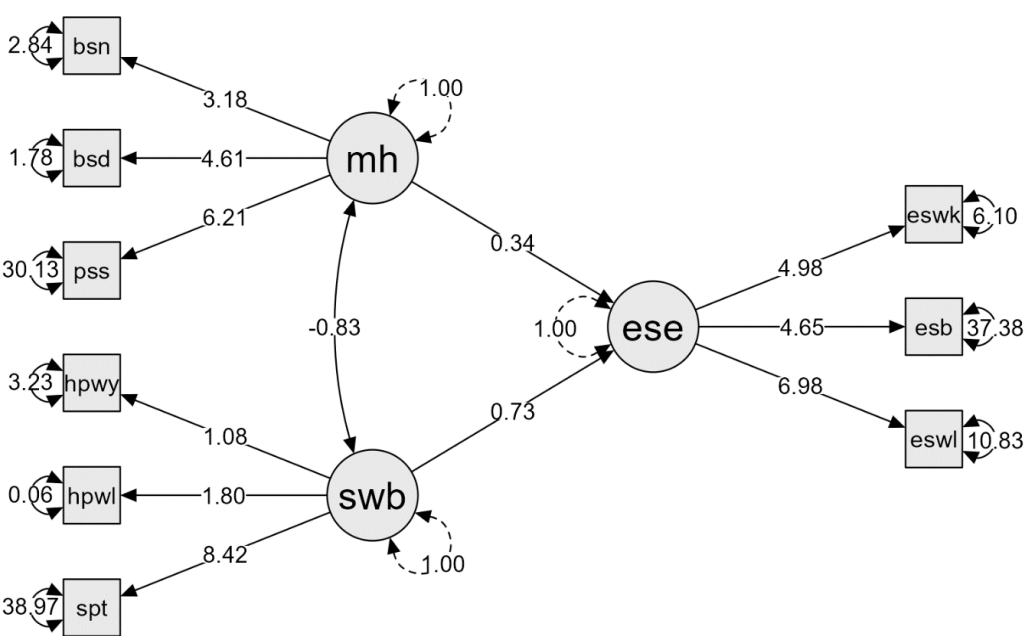 2.84 bsn
3.18
1.00
1.78 bsd
4.61
mh
6.21
30.13 pss
0.34
eswk 6.10
4.98
-0.83
1.00
ese
4.65
esb 37.38
3.23 hpwy
1.08
0.73
6.98
eswl 10.83
0.06 hpwl
1.80
swb
8.42
1.00
38.97 spt